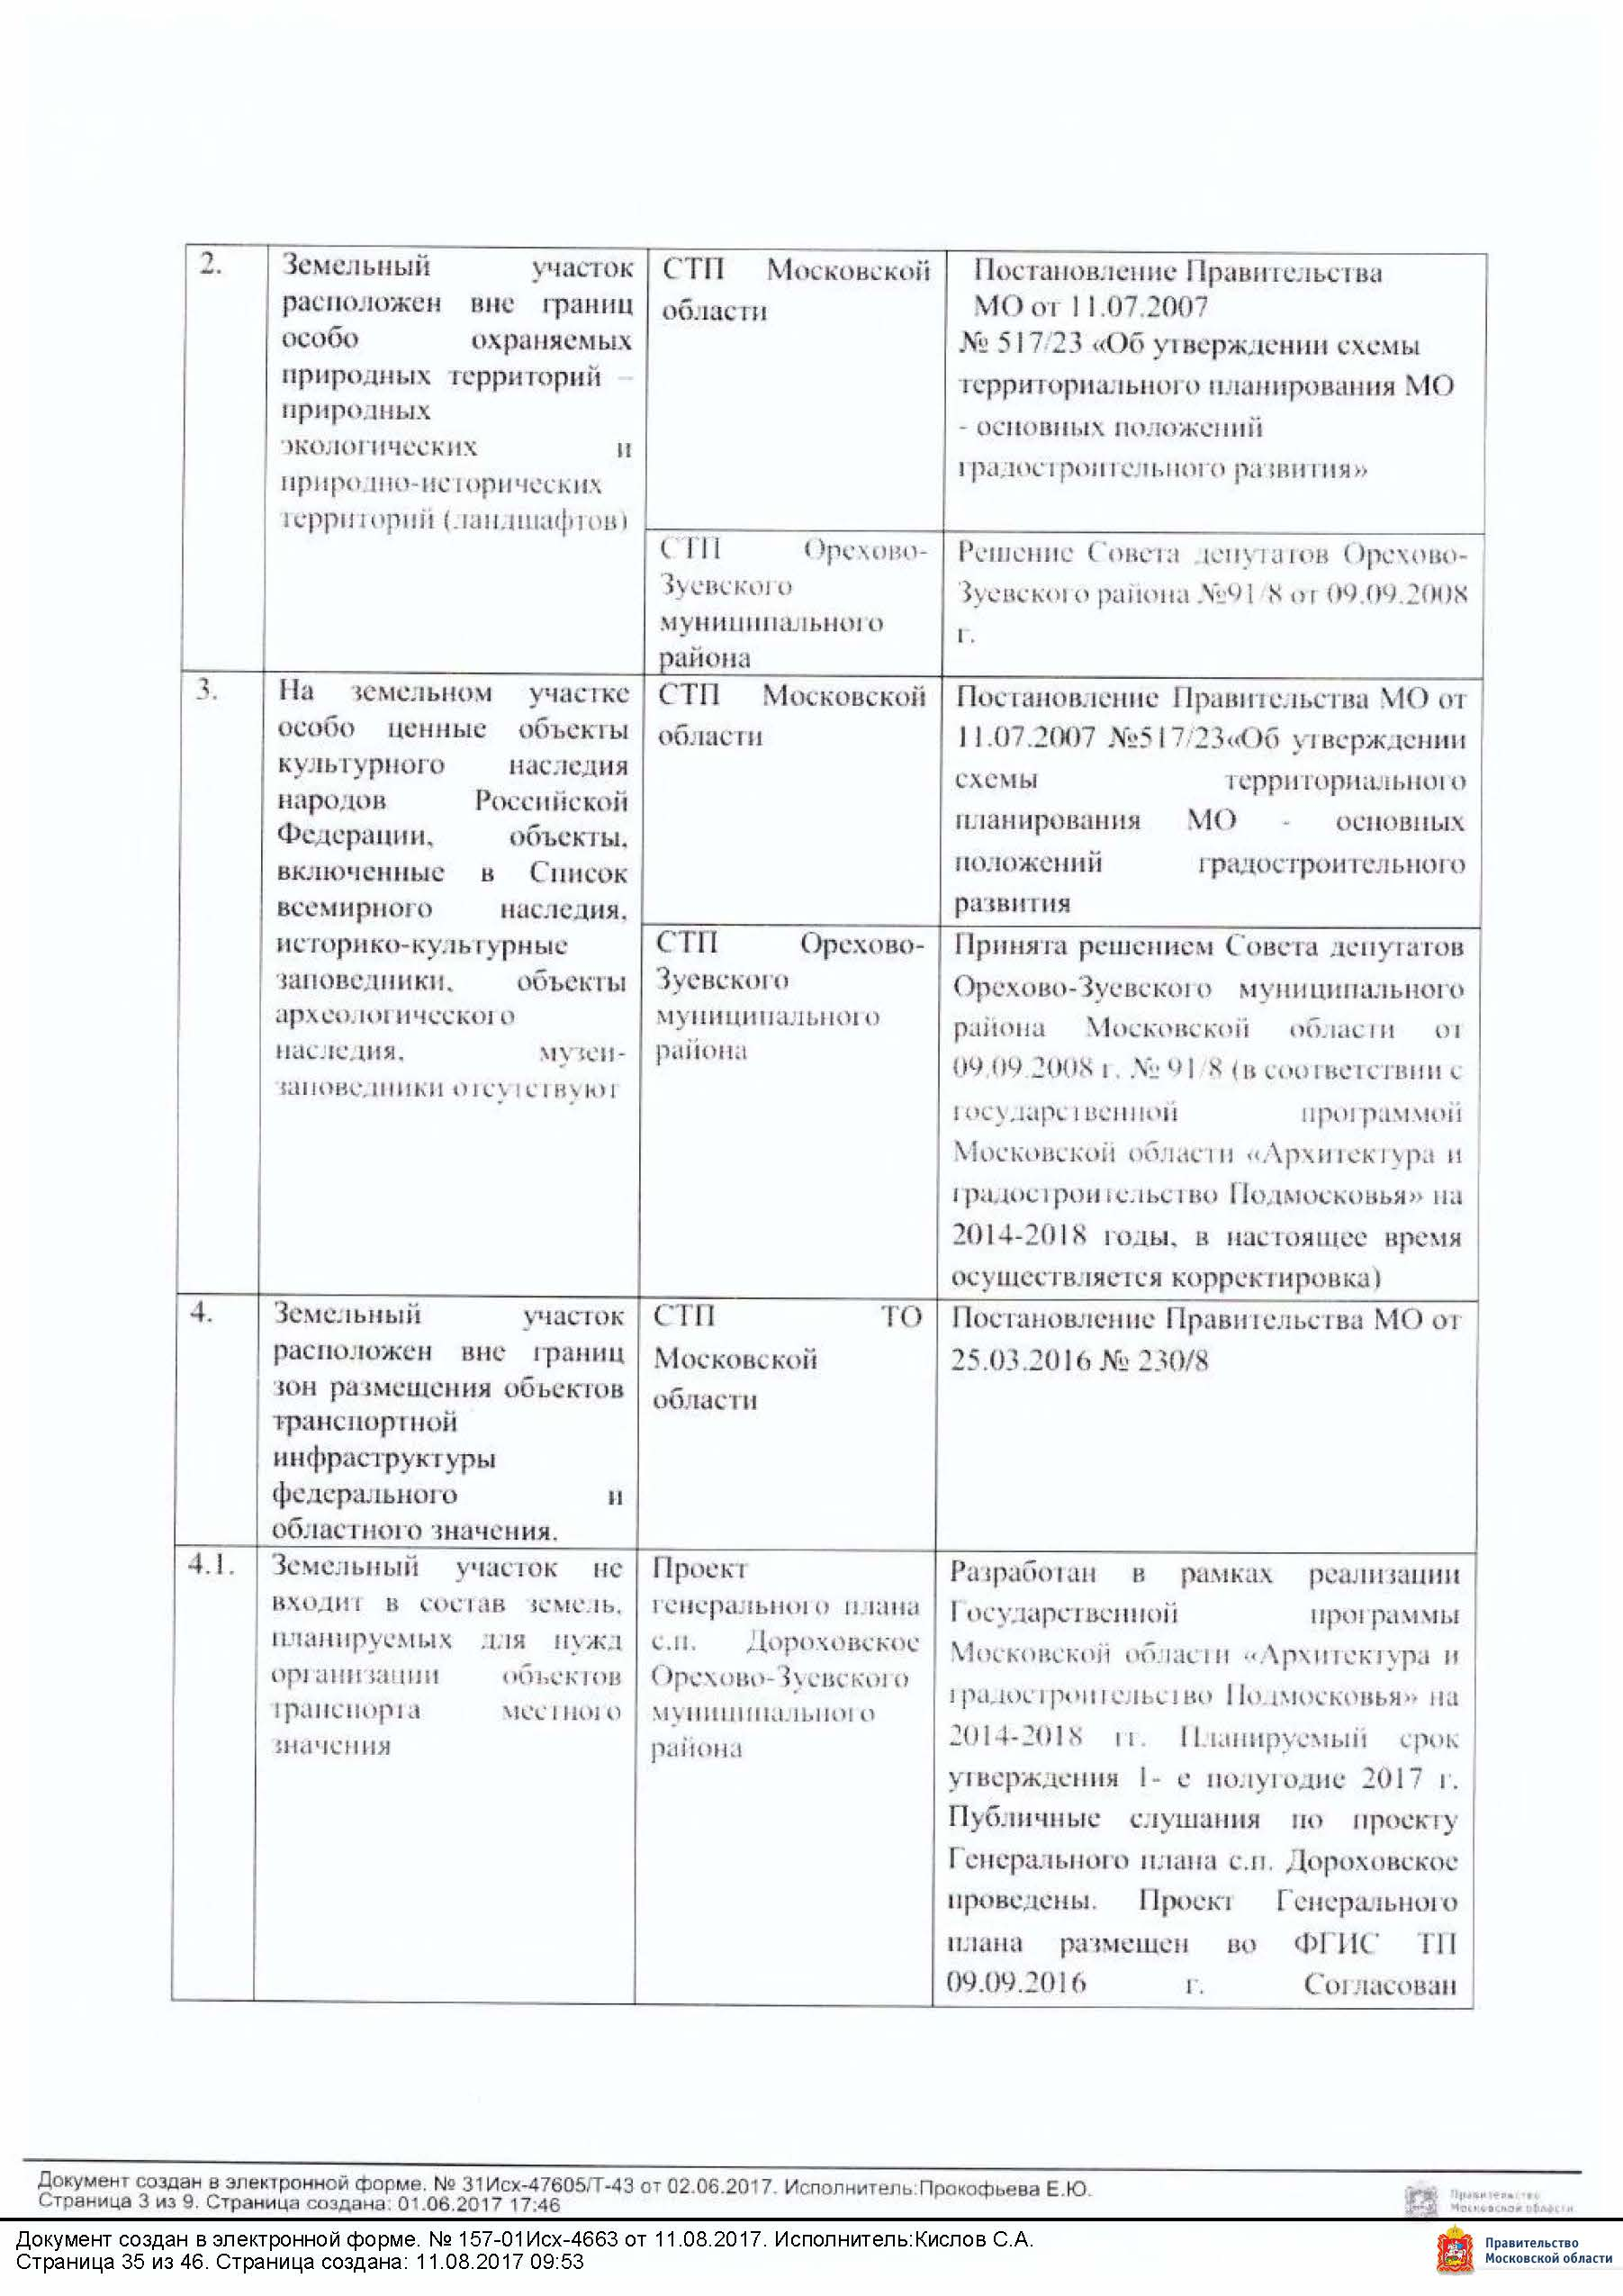 2.
Земельный участок
расположен вне границ
особо охраняемых
природных территорий –
природных
экологических и
природно-исторических
территорий (ландшафтов)
СТП Московской
области
Постановление Правительства
МО от 11.07.2007
№ 517/23 «Об утверждении схемы
территориального планирования МО
- основных положений
градостроительного развития»
СТП Орехово-
Зуевского
муниципального
района
Решение Совета депутатов Орехово-
Зуевского района №91/8 от 09.09.2008
г.
3.
На земельном участке
особо ценные объекты
культурного наследия
народов Российской
Федерации, объекты,
включенные в Список
всемирного наследия,
историко-культурные
заповедники, объекты
археологического
наследия, музеи-
заповедники отсутствуют
СТП Московской
области
Постановление Правительства МО от
11.07.2007 №517/23«Об утверждении
схемы территориального
планирования МО - основных
положений градостроительного
развития
СТП Орехово-
Зуевского
муниципального
района
Принята решением Совета депутатов
Орехово-Зуевского муниципального
района Московской области от
09.09.2008 г. № 91/8 (в соответствии с
государственной программой
Московской области «Архитектура и
градостроительство Подмосковья» на
2014-2018 годы, в настоящее время
осуществляется корректировка)
4.
Земельный участок
расположен вне границ
зон размещения объектов
транспортной
инфраструктуры
федерального и
областного значения.
СТП ТО
Московской
области
Постановление Правительства МО от
25.03.2016 № 230/8
4.1.
Земельный участок не
входит в состав земель,
планируемых для нужд
организации объектов
транспорта местного
значения
Проект
генерального плана
с.п. Дороховское
Орехово-Зуевского
муниципального
района
Разработан в рамках реализации
Государственной программы
Московской области «Архитектура и
градостроительство Подмосковья» на
2014-2018 гг. Планируемый срок
утверждения 1- е полугодие 2017 г.
Публичные слушания по проекту
Генерального плана с.п. Дороховское
проведены. Проект Генерального
плана размещен во ФГИС ТП
09.09.2016 г. Согласован
Документ создан в электронной форме. № 31Исх-47605/Т-43 от 02.06.2017. Исполнитель:Прокофьева Е.Ю.
Страница 3 из 9. Страница создана: 01.06.2017 17:46
Правительство
Московской области
Документ создан в электронной форме. № 157-01Исх-4663 от 11.08.2017. Исполнитель:Кислов С.А.
Страница 35 из 46. Страница создана: 11.08.2017 09:53
Правительство
Московской области